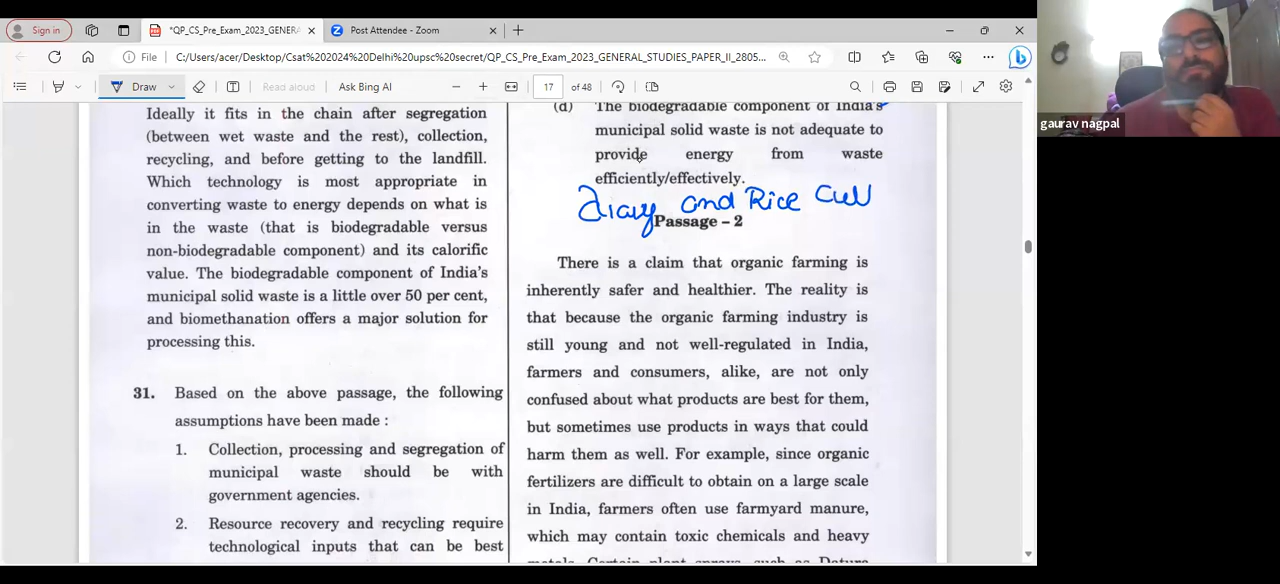 Sign in
*QP_CS_Pre_Exam_2023_GENERA
Post Attendee - Zoom
File
C:/Users/acer/Desktop/Csat%202024%20Delhi%20upsc%20secret/QP_CS_Pre_Exam_2023_GENERAL_STUDIES_PAPER_II_2805...
Draw
Read aloud
Ask Bing AI
17
of 48
gaurav nagpal
Ideally it fits in the chain after segregation
(between wet waste and the rest), collection,
recycling, and before getting to the landfill.
Which technology is most appropriate in
converting waste to energy depends on what is
in the waste (that is biodegradable versus
non-biodegradable component) and its calorific
value. The biodegradable component of India's
municipal solid waste is a little over 50 per cent,
and biomethanation offers a major solution for
processing this.
31. Based on the above passage, the following
assumptions have been made :
1. Collection, processing and segregation of
municipal waste should be with
government agencies.
2. Resource recovery and recycling require
technological inputs that can be best
(d) The biodegradable component of India's
municipal solid waste is not adequate to
provide energy from waste
efficiently/effectively.
and Rice
Passage – 2
There is a claim that organic farming is
inherently safer and healthier. The reality is
that because the organic farming industry is
still young and not well-regulated in India,
farmers and consumers, alike, are not only
confused about what products are best for them,
but sometimes use products in ways that could
harm them as well. For example, since organic
fertilizers are difficult to obtain on a large scale
in India, farmers often use farmyard manure,
which may contain toxic chemicals and heavy
metals. Certain plant sprays, such as Datura